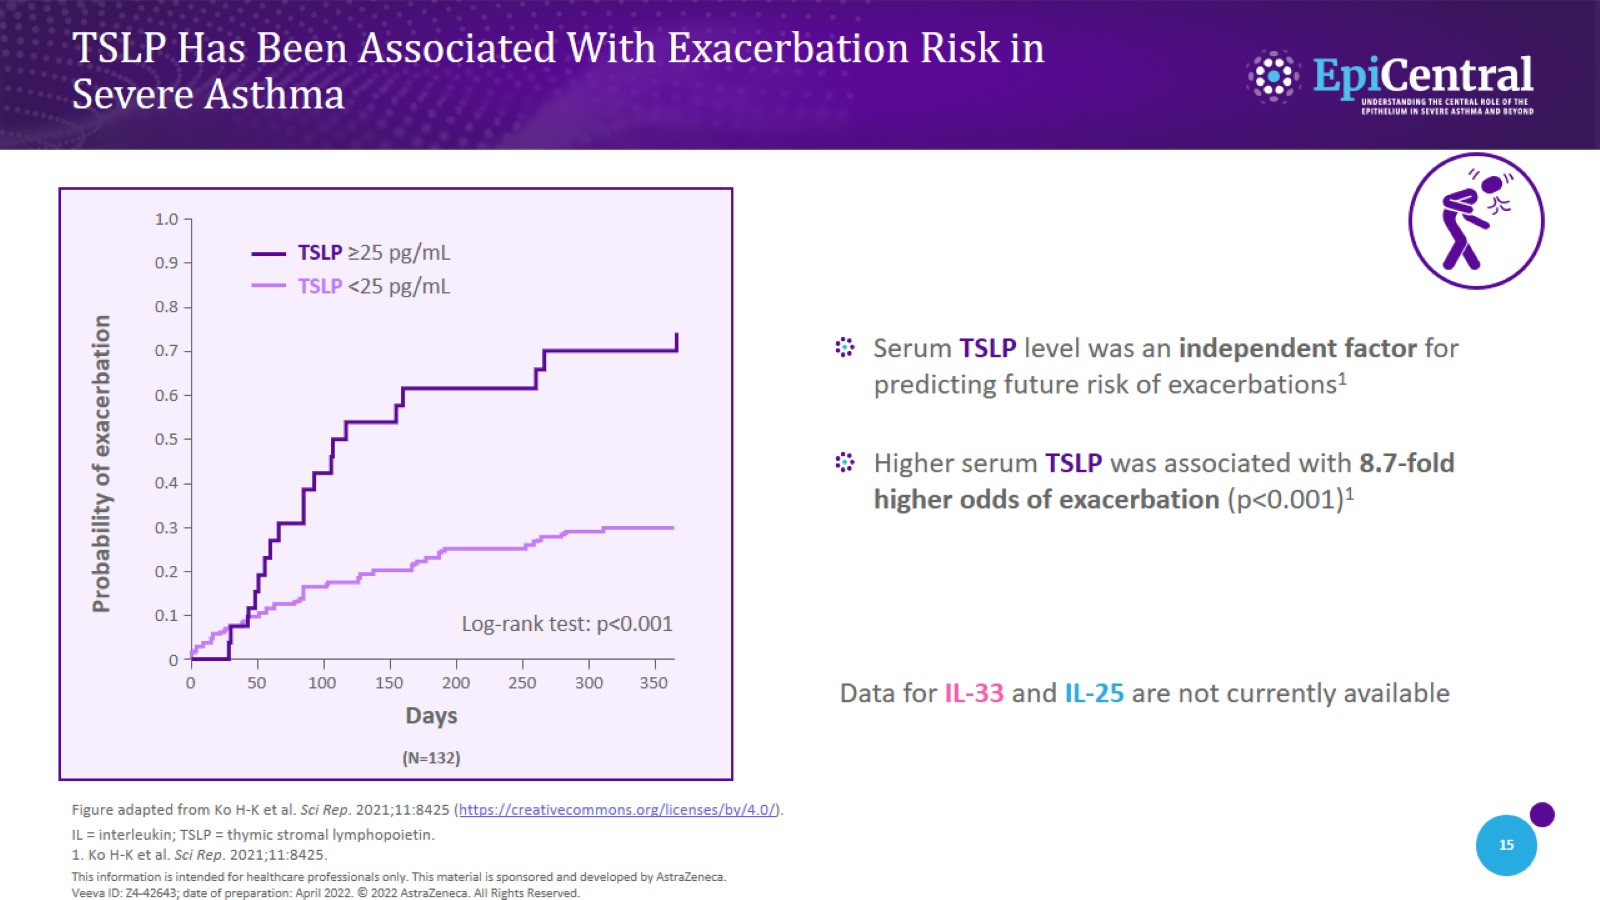 TSLP Has Been Associated With Exacerbation Risk in
Severe Asthma
EpiCentral
UNDERSTANDING THE CENTRAL ROLE OF THE
EPITHELIUM IN SEVERE ASTHMA AND BEYOND
1.0
0.9
0.8
0.7
0.6
0.5
0.4
0.3
0.2
0.1
0
Probability of exacerbation
TSLP ≥25 pg/mL
TSLP <25 pg/mL
Log-rank test: p<0.001
0 50 100 150 200 250 300 350
Days
(N=132)
Serum TSLP level was an independent factor for
predicting future risk of exacerbations¹
Higher serum TSLP was associated with 8.7-fold
higher odds of exacerbation (p<0.001)¹
Data for IL-33 and IL-25 are not currently available
Figure adapted from Ko H-K et al. Sci Rep. 2021;11:8425 (https://creativecommons.org/licenses/by/4.0/).
IL = interleukin; TSLP = thymic stromal lymphopoietin.
1. Ko H-K et al. Sci Rep. 2021;11:8425.
This information is intended for healthcare professionals only. This material is sponsored and developed by AstraZeneca.
Veeva ID: Z4-42643; date of preparation: April 2022. © 2022 AstraZeneca. All Rights Reserved.
15